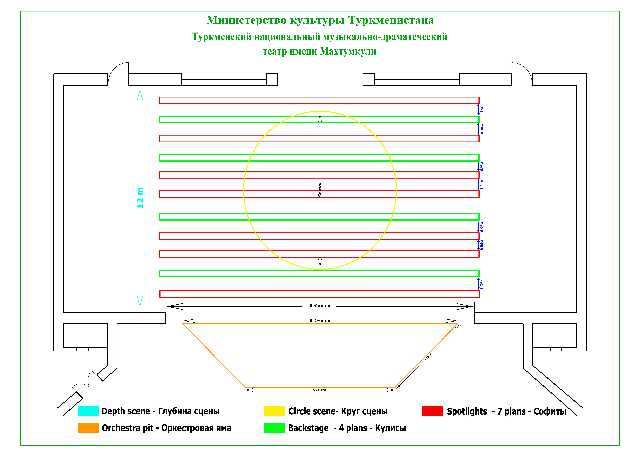 Министерство культуры Туркменистана
Туркменский национальный музыкально-драматический
театр имени Махтумкули
12 m
Depth scene - Глубина сцены
Circle scene- Круг сцены
Spotlights - 7 plans - Софиты
Orchestra pit - Оркестровая яма
Backstage - 4 plans - Кулисы